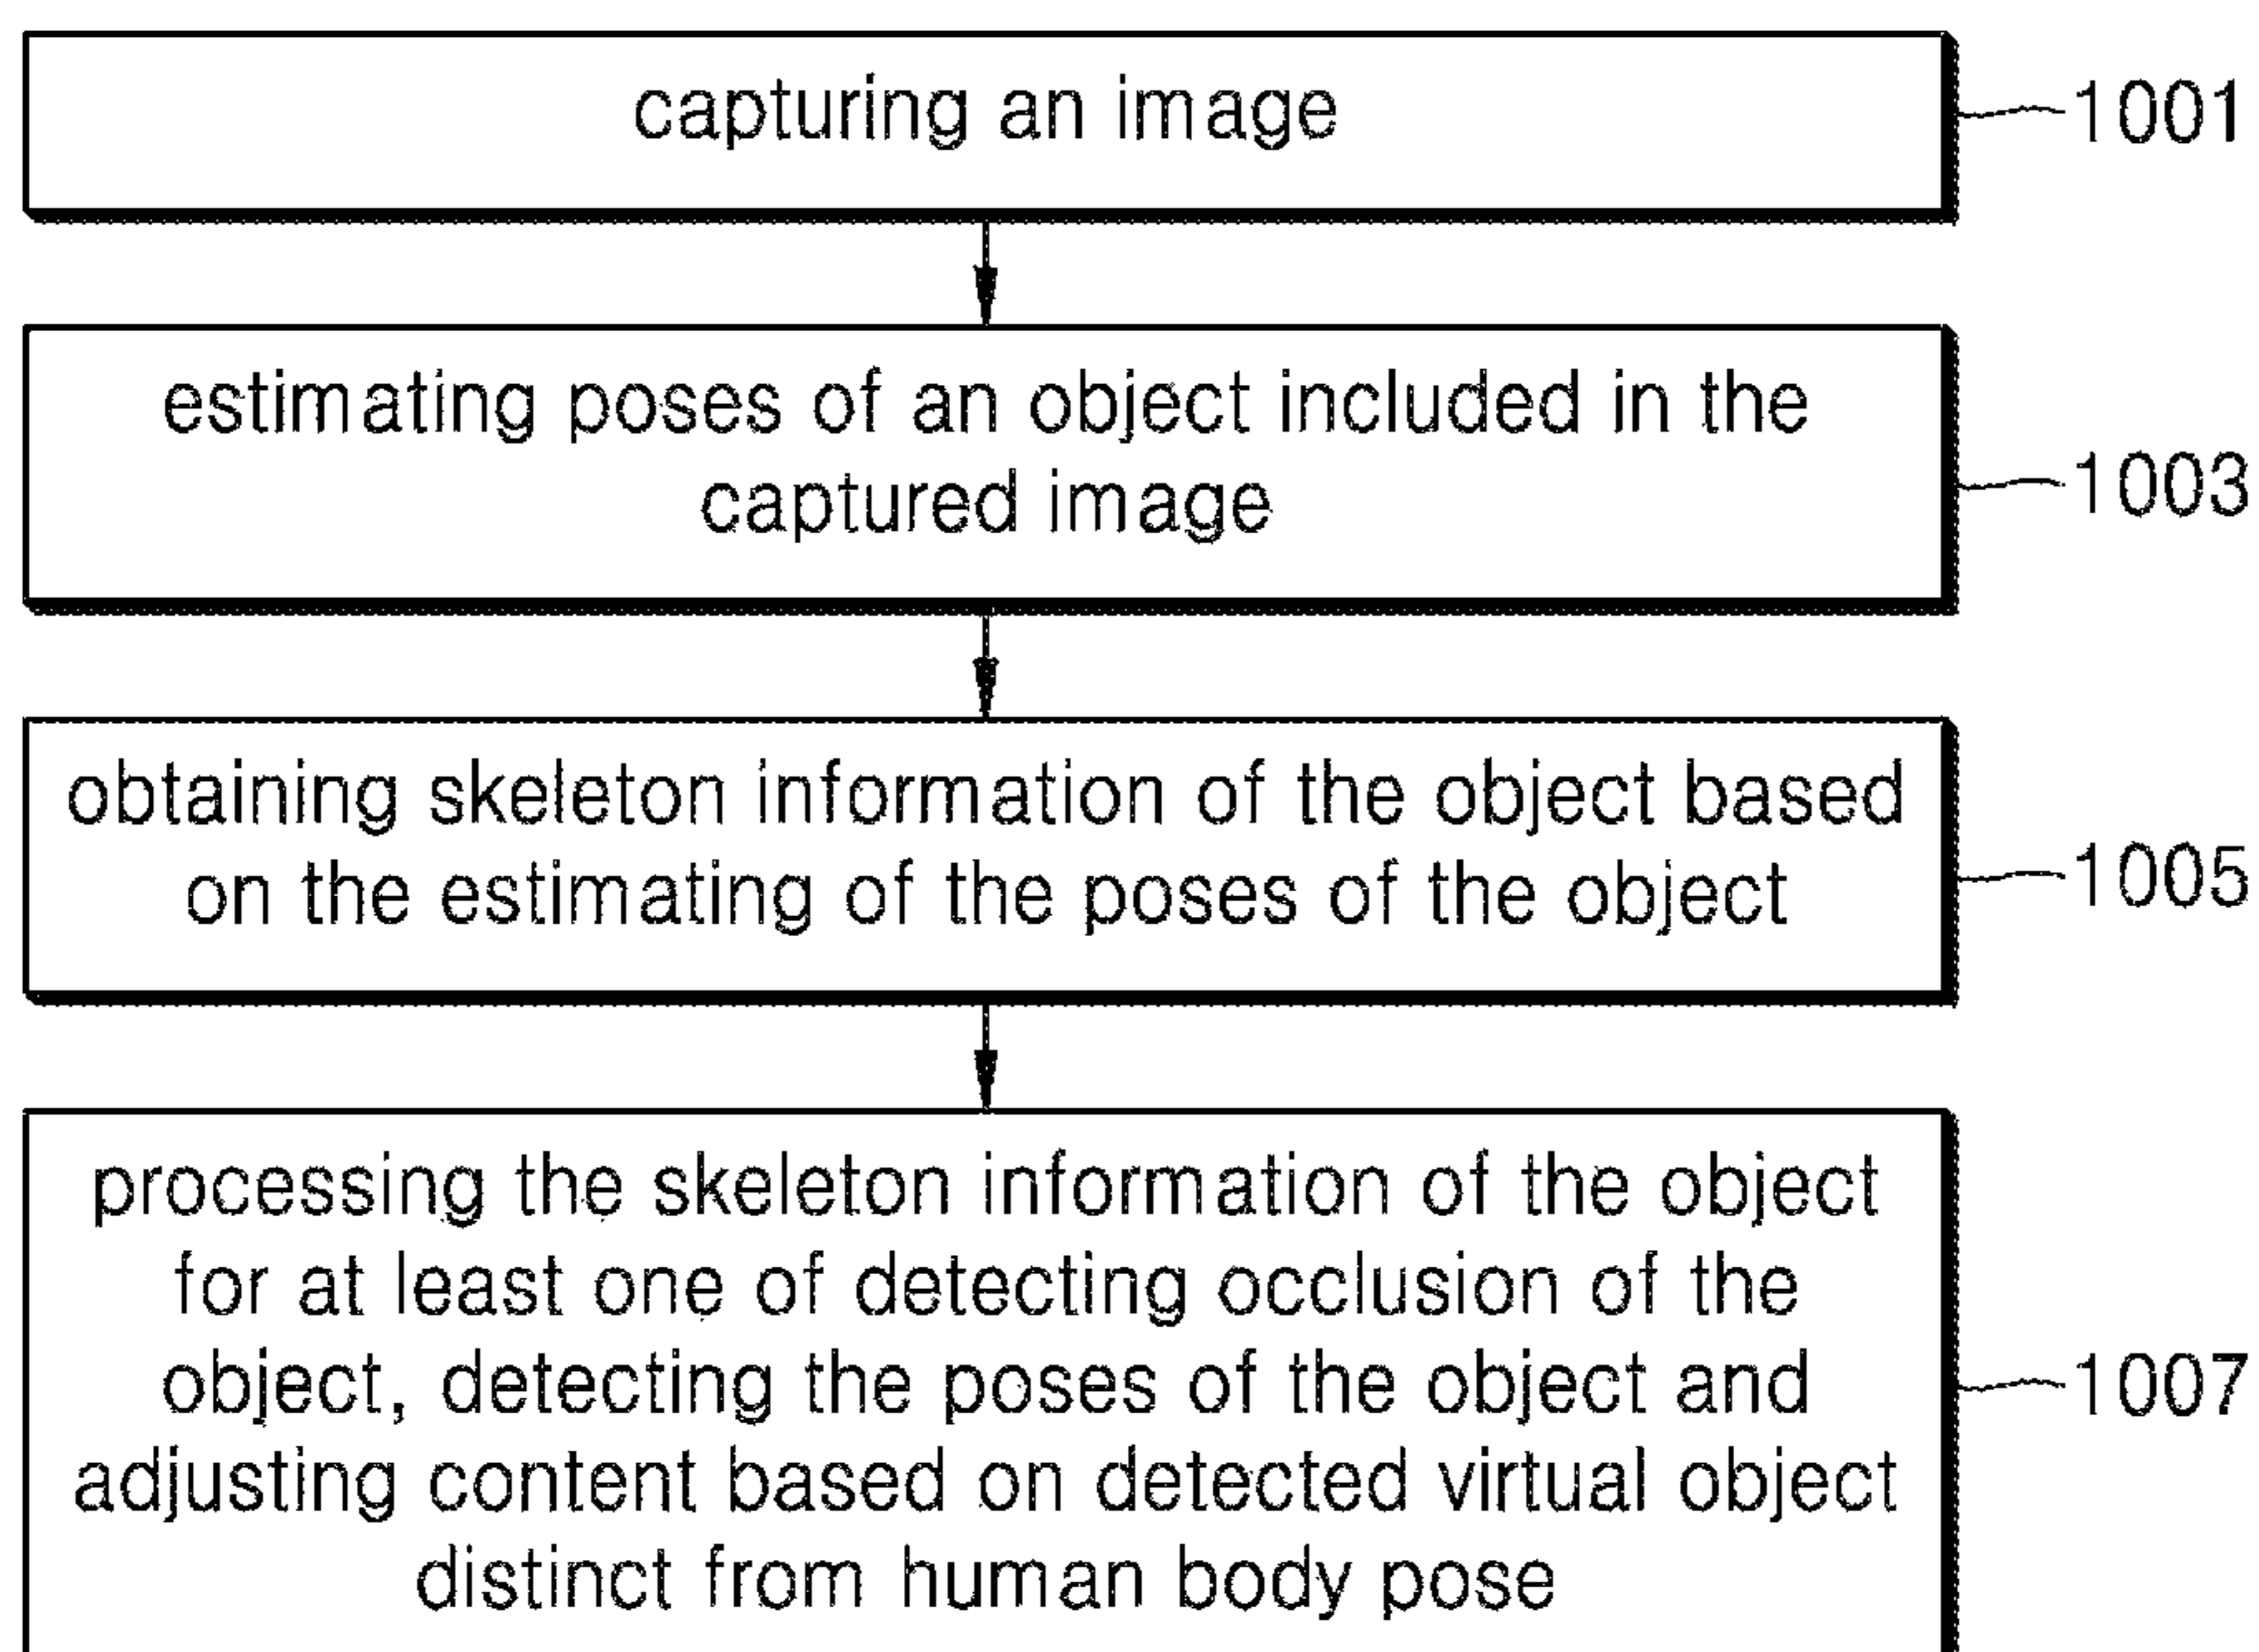 capturing an image
1001
estimating poses of an object included in the
captured image
1003
obtaining skeleton information of the object based
on the estimating of the poses of the object
1005
processing the skeleton information of the object
for at least one of detecting occlusion of the
object, detecting the poses of the object and
adjusting content based on detected virtual object
distinct from human body pose
1007